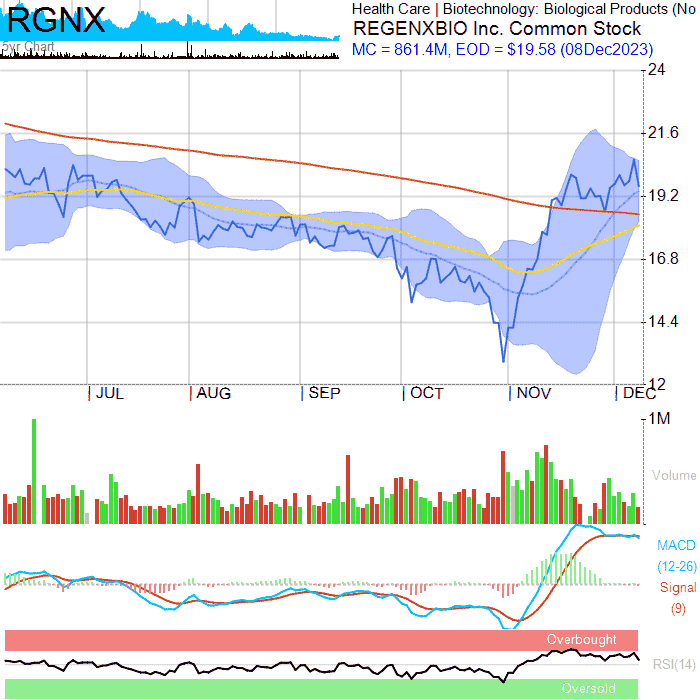 RGNX
5yr Chart
Health Care | Biotechnology: Biological Products (No
REGENXBIO Inc. Common Stock
MC = 861.4M, EOD = $19.58 (08Dec2023)
24
21.6
19.2
16.8
14.4
12
JUL
AUG
SEP
OCT
NOV
DEC
1M
Volume
MACD
(12-26)
Signal
(9)
Overbought
RSI(14)
Oversold